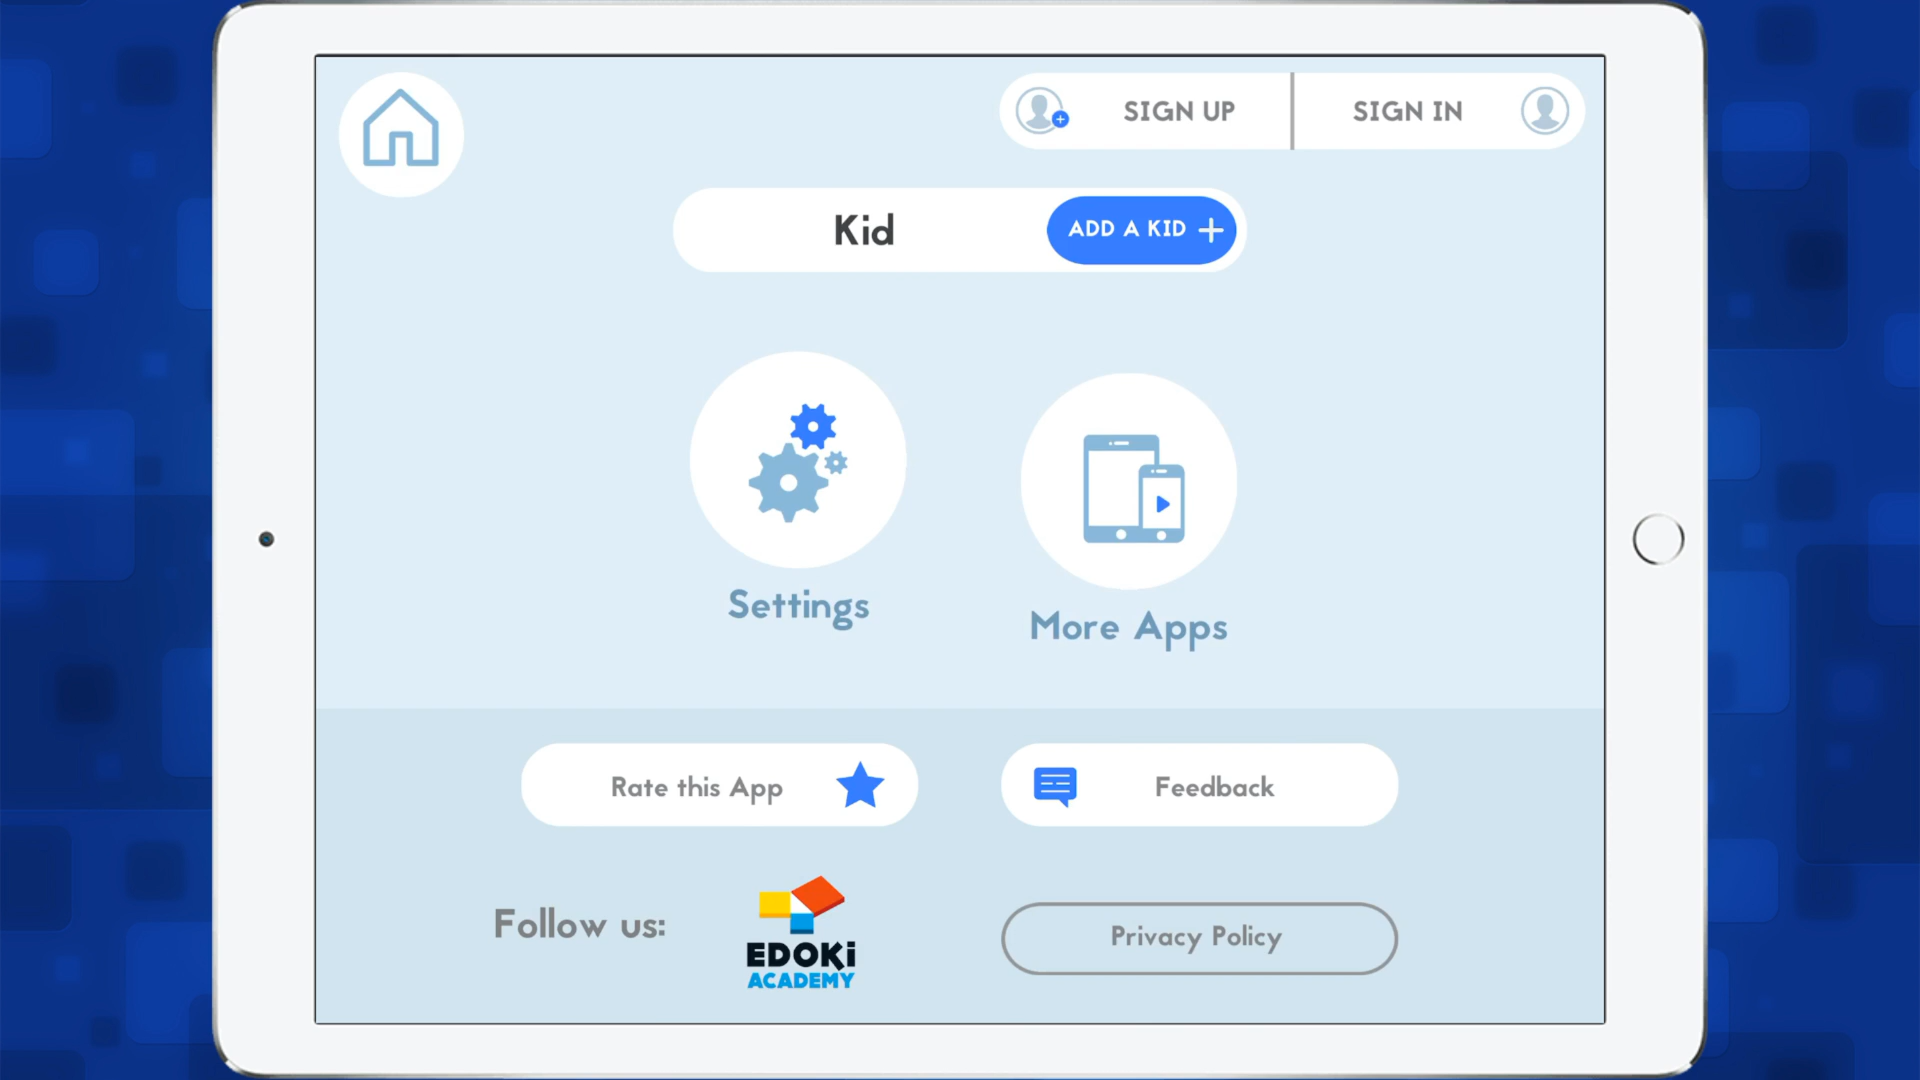 SIGN UP
SIGN IN
Kid
ADD A KID
Settings
More Apps
Rate this App
Feedback
Follow us:
EDOKi
ACADEMY
Privacy Policy